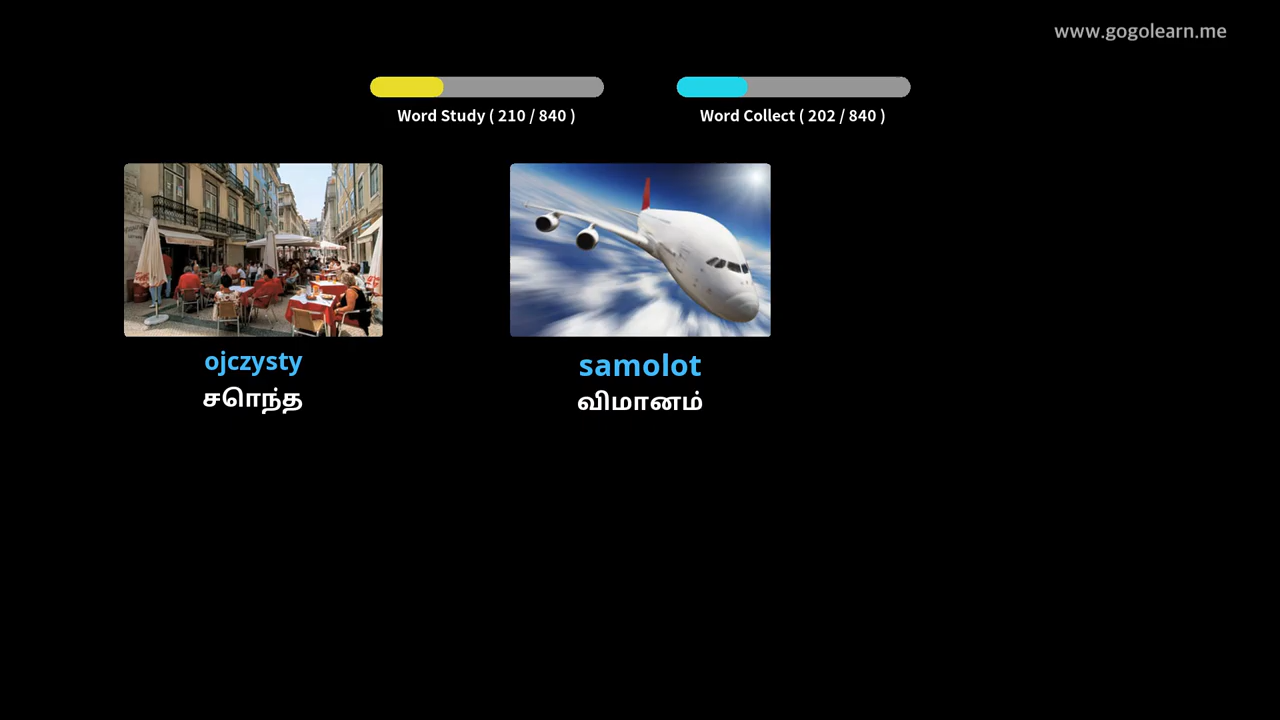 www.gogolearn.me
Word Study ( 210 / 840 )
Word Collect ( 202 / 840 )
ojczysty
சொந்த
samolot
விமானம்